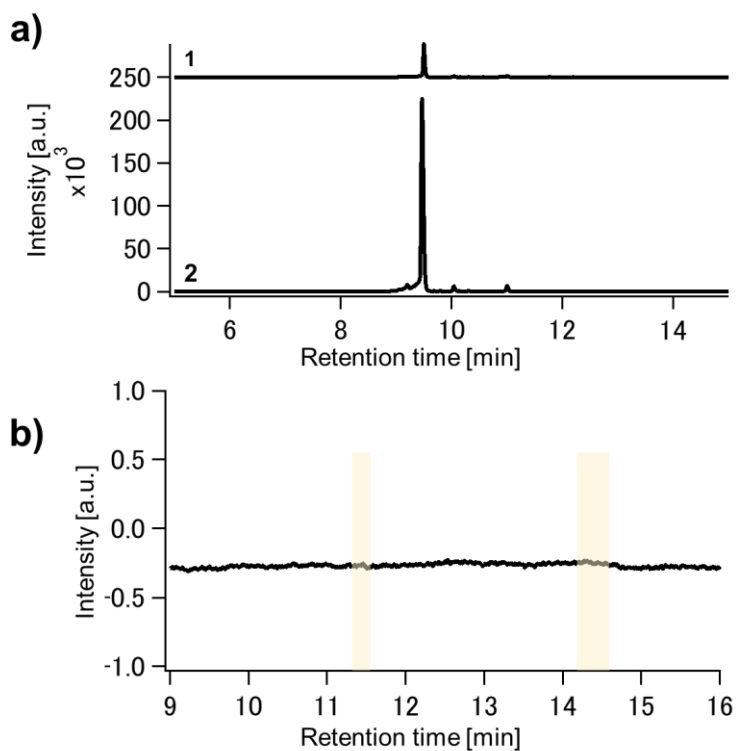 a)
1
250
200
150
100
50
0
2
Intensity [a.u.]
x10³
6 8 10 12 14
Retention time [min]
b)
1.0
0.5
0.0
-0.5
-1.0
Intensity [a.u.]
9 10 11 12 13 14 15 16
Retention time [min]